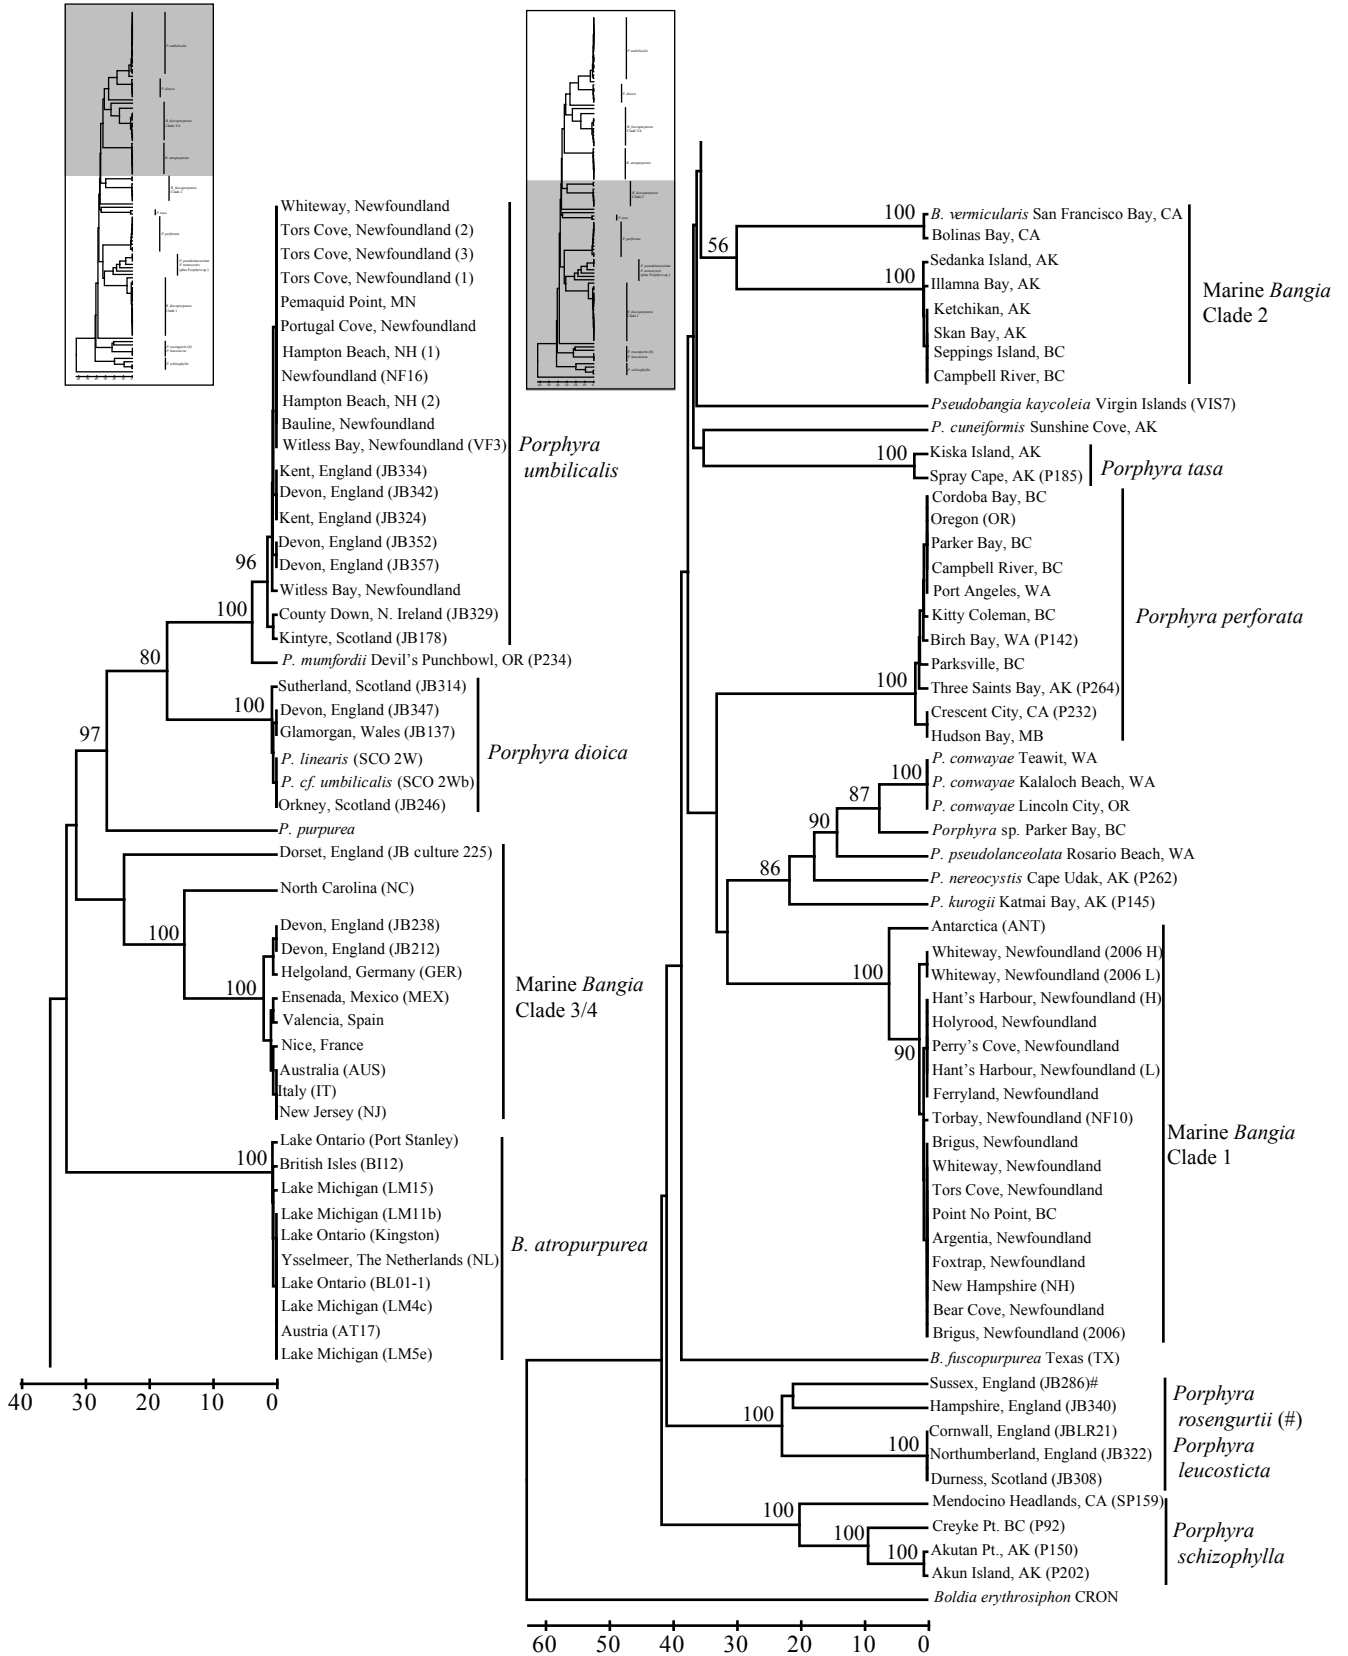 Whiteway, Newfoundland
Tors Cove, Newfoundland (2)
Tors Cove, Newfoundland (3)
Tors Cove, Newfoundland (1)
Pemaquid Point, MN
Portugal Cove, Newfoundland
Hampton Beach, NH (1)
Newfoundland (NF16)
Hampton Beach, NH (2)
Bauline, Newfoundland
Witless Bay, Newfoundland (VF3)
Porphyra
umbilicalis
Kent, England (JB334)
Devon, England (JB342)
Kent, England (JB324)
Devon, England (JB352)
96
Devon, England (JB357)
Witless Bay, Newfoundland
100
County Down, N. Ireland (JB329)
Kintyre, Scotland (JB178)
80
P. mumfordii Devil's Punchbowl, OR (P234)
Sutherland, Scotland (JB314)
100
Devon, England (JB347)
Glamorgan, Wales (JB137)
97
Porphyra dioica
P. linearis (SCO 2W)
P. cf. umbilicalis (SCO 2Wb)
Orkney, Scotland (JB246)
P. purpurea
Dorset, England (JB culture 225)
North Carolina (NC)
Devon, England (JB238)
100
Devon, England (JB212)
Helgoland, Germany (GER)
100
Marine Bangia
Clade 3/4
Ensenada, Mexico (MEX)
Valencia, Spain
Nice, France
Australia (AUS)
Italy (IT)
New Jersey (NJ)
Lake Ontario (Port Stanley)
100
British Isles (BI12)
Lake Michigan (LM15)
Lake Michigan (LM11b)
Lake Ontario (Kingston)
B. atropurpurea
Ysselmeer, The Netherlands (NL)
Lake Ontario (BL01-1)
Lake Michigan (LM4c)
Austria (AT17)
Lake Michigan (LM5e)
40 30 20 10 0
100
B. vermicularis San Francisco Bay, CA
Bolinas Bay, CA
56
Sedanka Island, AK
100
Illamna Bay, AK
Marine Bangia
Clade 2
Ketchikan, AK
Skan Bay, AK
Seppings Island, BC
Campbell River, BC
Pseudobangia kaycoleia Virgin Islands (VIS7)
P. cuneiformis Sunshine Cove, AK
100
Kiska Island, AK
Spray Cape, AK (P185)
Porphyra tasa
Cordoba Bay, BC
Oregon (OR)
Parker Bay, BC
Campbell River, BC
Port Angeles, WA
Kitty Coleman, BC
Porphyra perforata
Birch Bay, WA (P142)
Parksville, BC
100
Three Saints Bay, AK (P264)
Crescent City, CA (P232)
Hudson Bay, MB
P. conwayae Teawit, WA
100
P. conwayae Kalaloch Beach, WA
87
P. conwayae Lincoln City, OR
90
Porphyra sp. Parker Bay, BC
P. pseudolanceolata Rosario Beach, WA
86
P. nereocystis Cape Udak, AK (P262)
P. kurogii Katmai Bay, AK (P145)
Antarctica (ANT)
100
Whiteway, Newfoundland (2006 H)
Whiteway, Newfoundland (2006 L)
Hant's Harbour, Newfoundland (H)
Holyrood, Newfoundland
90
Perry's Cove, Newfoundland
Hant's Harbour, Newfoundland (L)
Ferryland, Newfoundland
Torbay, Newfoundland (NF10)
Marine Bangia
Clade 1
Brigus, Newfoundland
Whiteway, Newfoundland
Tors Cove, Newfoundland
Point No Point, BC
Argentia, Newfoundland
Foxtrap, Newfoundland
New Hampshire (NH)
Bear Cove, Newfoundland
Brigus, Newfoundland (2006)
B. fuscopurpurea Texas (TX)
Sussex, England (JB286)#
100
Hampshire, England (JB340)
Porphyra
rosengurtii (#)
Porphyra
leucosticta
Cornwall, England (JBLR21)
100
Northumberland, England (JB322)
Durness, Scotland (JB308)
100
Mendocino Headlands, CA (SP159)
100
Creyke Pt. BC (P92)
Porphyra
schizophylla
100
Akutan Pt., AK (P150)
Akun Island, AK (P202)
Boldia erythrosiphon CRON
60 50 40 30 20 10 0